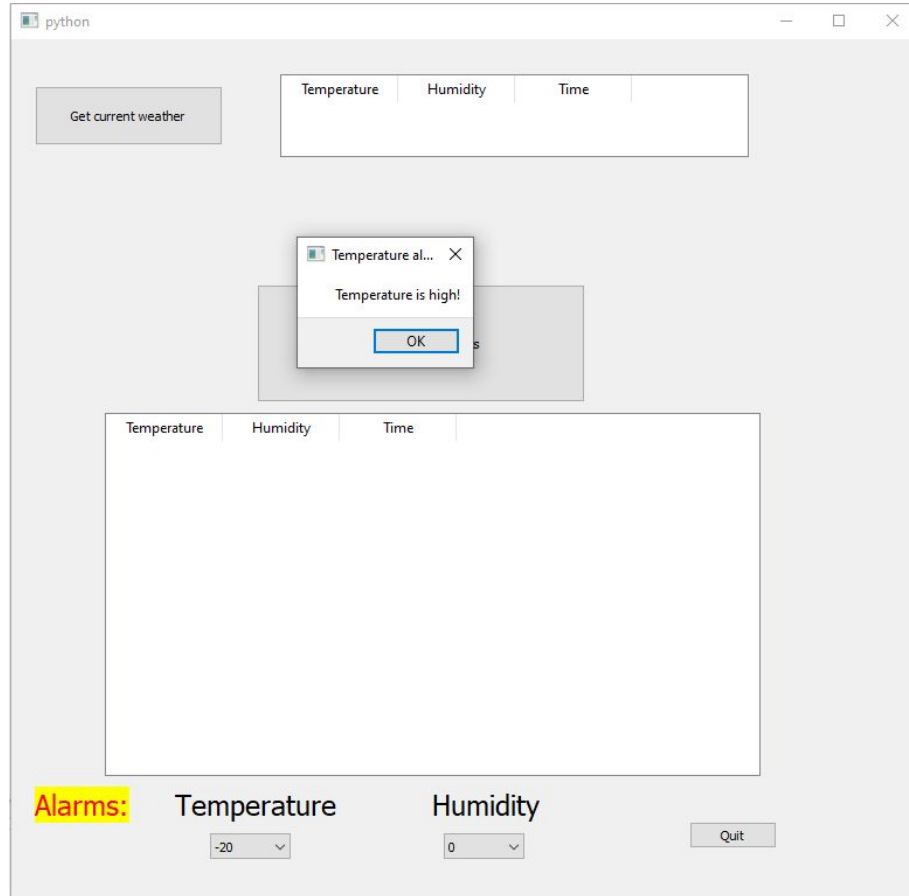 python
Get current weather
Temperature Humidity Time
Temperature al...
Temperature is high!
OK
Temperature Humidity Time
Alarms: Temperature Humidity
-20 0
Quit